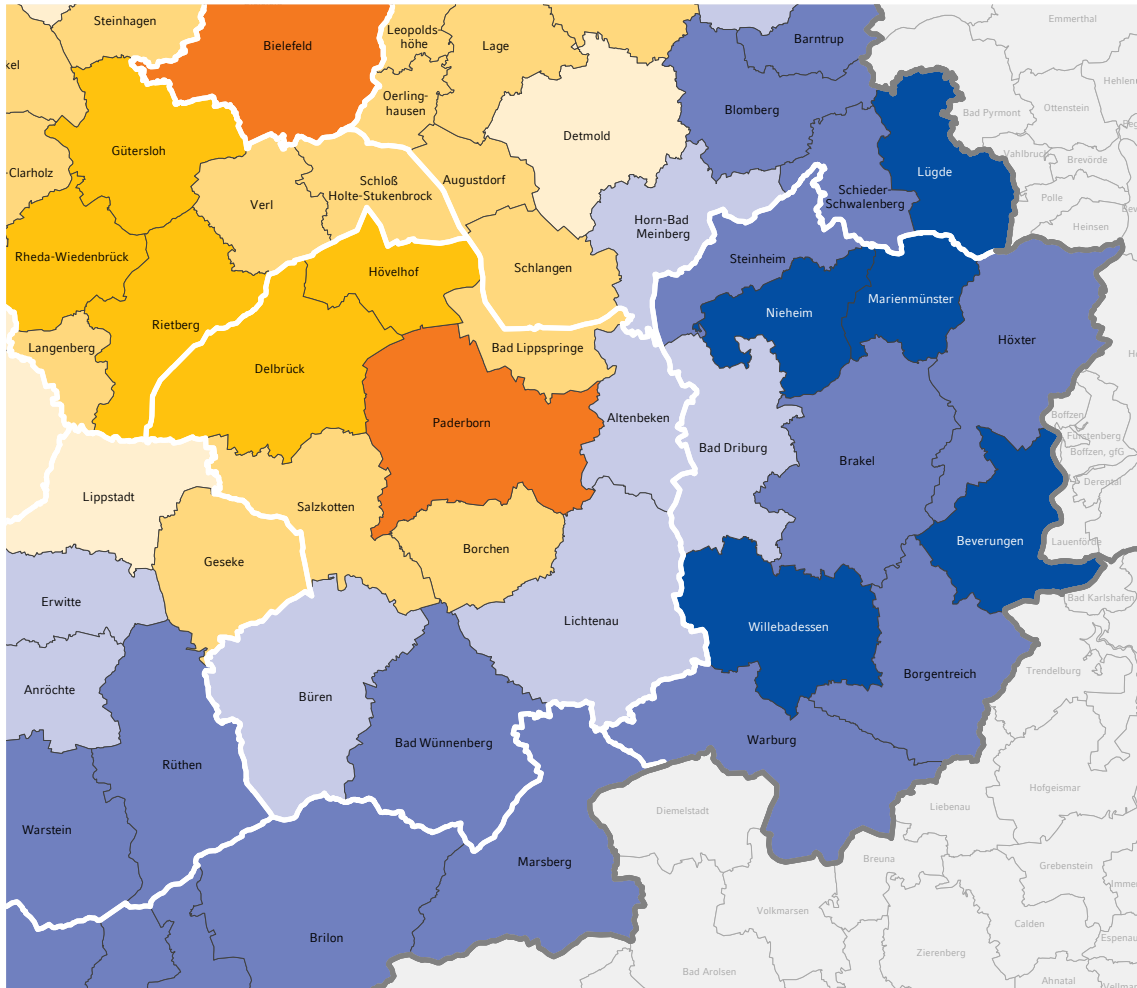 Steinhagen
Bielefeld
Leopolds-
höhe
Lage
Barntrup
Emmerthal
kel
Oerling-
hausen
Blomberg
Hehlen
Ottenstein
Bad Pyrmont
Detmold
Gütersloh
Vahlbruch
Brevörde
-Clarholz
Verl
Schloß
Holte-Stukenbrock
Augustdorf
Lügde
Schieder-
Schwalenberg
Polle
Heinsen
Horn-Bad
Meinberg
Rheda-Wiedenbrück
Hövelhof
Schlangen
Steinheim
Nieheim
Marienmünster
Rietberg
Höxter
Langenberg
Bad Lippspringe
Delbrück
Altenbeken
Boffzen
Paderborn
Fürstenberg
Boffzen, gfG
Bad Driburg
Brakel
Derental
Lippstadt
Salzkotten
Borchen
Beverungen
Lauenförde
Geseke
Erwitte
Lichtenau
Willebadessen
Bad Karlshafen
Anröchte
Büren
Borgentreich
Trendelburg
Bad Wünnenberg
Warburg
Rüthen
Hofgeismar
Diemelstadt
Liebenau
Warstein
Marsberg
Breuna
Grebenstein
Imme
Volkmarsen
Calden
Brilon
Espenau
Zierenberg
Bad Arolsen
Ahnatal
Vellmar